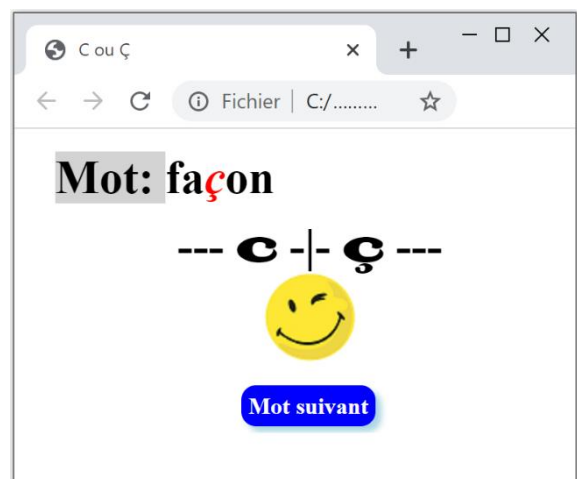 C ou Ç
Fichier | C:/.........
Mot: façon
--- C -|- Ç ---
Mot suivant